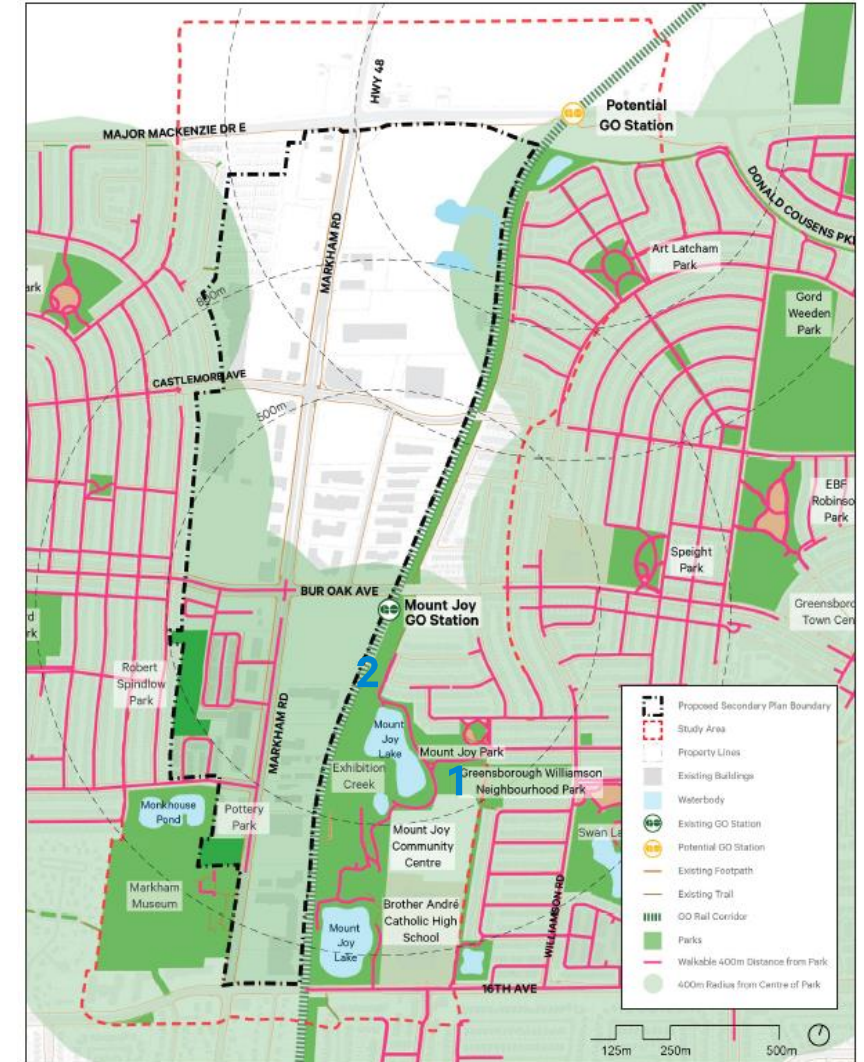 HWY 48
Potential
GO Station
MAJOR MACKENZIE DR E
DONALD COUSENS PK
MARKHAM RD
Art Latcham
Park
ark
Gord
Weeden
Park
800m
CASTLEMORE AVE
500m
EBF
Robinso
Park
Speight
Park
BUR OAK AVE
Mount Joy
GO Station
Greensboro
Town Cen
rd
rk
2
Robert
Spindlow
Park
MARKHAM RD
Mount
Joy
Lake
Mount Joy Park
Exhibition
Creek
1
Greensborough Williamson
Neighbourhood Park
Monkhouse
Pond
Pottery
Park
Mount Joy
Community
Centre
Swan La
Markham
Museum
Brother André
Catholic High
School
WILLIAMSON RD
Mount
Joy
Lake
16TH AVE
Proposed Secondary Plan Boundary
Study Area
Property Lines
Existing Buildings
Waterbody
Existing GO Station
Potential GO Station
Existing Footpath
Existing Trail
GO Rail Corridor
Parks
Walkable 400m Distance from Park
400m Radius from Centre of Park
125m 250m 500m